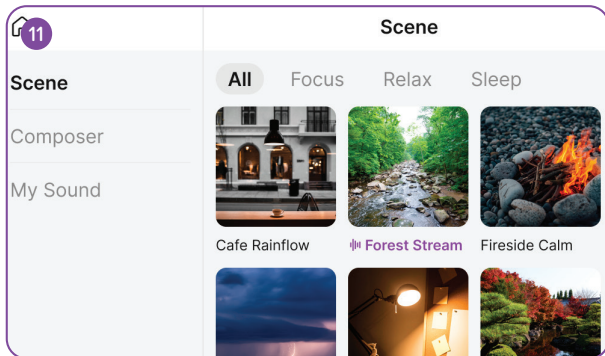 11
Scene
Scene
Composer
My Sound
All Focus Relax Sleep
Cafe Rainflow Forest Stream Fireside Calm